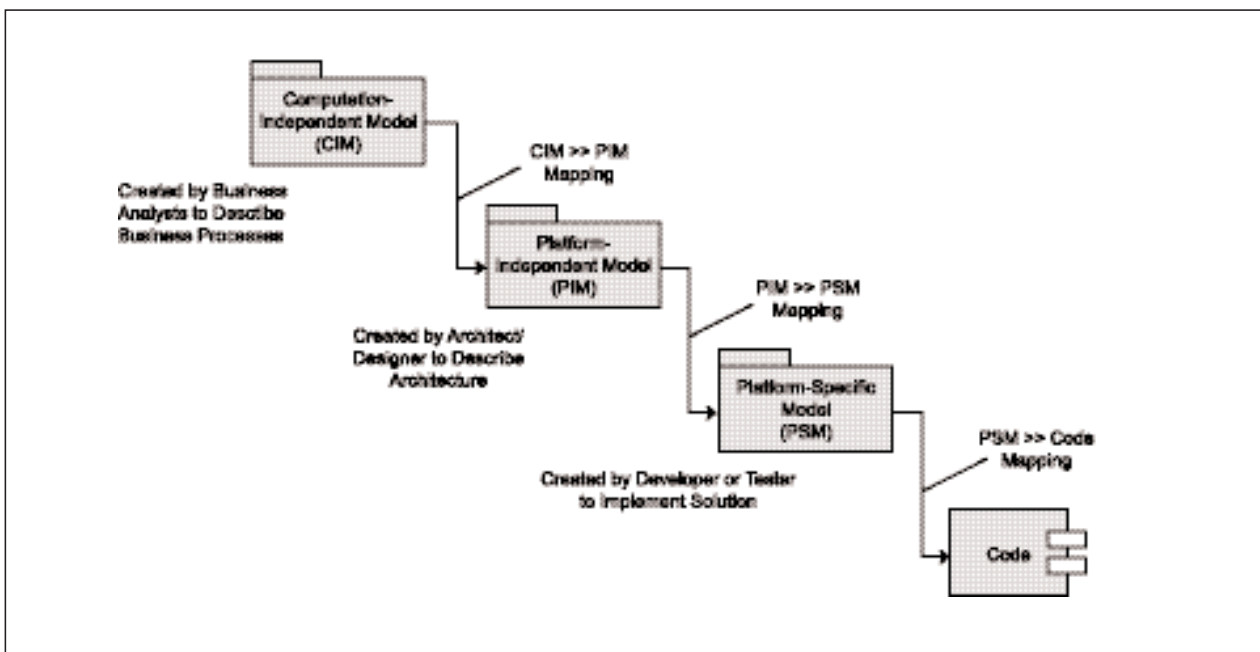 Computation-
Independent Model
(CIM)
CIM >> PIM
Mapping
Created by Business
Analysts to Describe
Business Processes
Platform-
Independent Model
(PIM)
PIM >> PSM
Mapping
Created by Architect/
Designer to Describe
Architecture
Platform-Specific
Model
(PSM)
PSM >> Code
Mapping
Created by Developer or Tester
to Implement Solution
Code